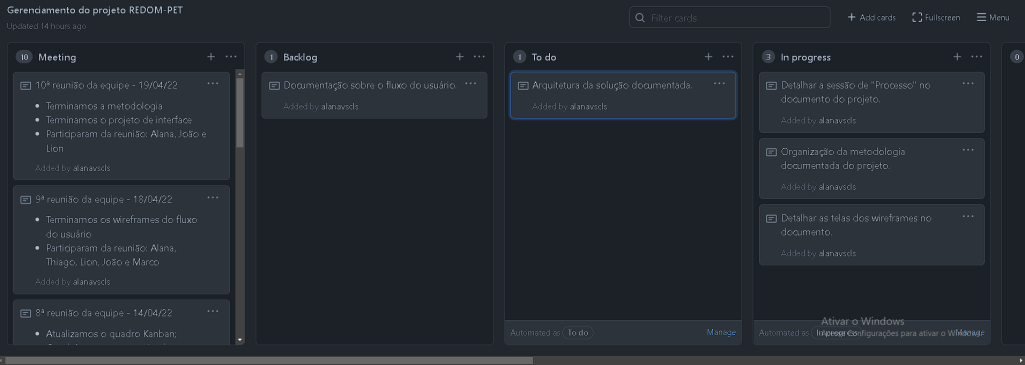 Gerenciamento do projeto REDOM-PET
Updated 14 hours ago
Filter cards
Add cards
Fullscreen
Menu
10 Meeting
10ª reunião da equipe - 19/04/22
Terminamos a metodologia
Terminamos o projeto de interface
Participaram da reunião: Alana, João e
Lion
Added by alanavscls
9ª reunião da equipe - 18/04/22
Terminamos os wireframes do fluxo
do usuário
Participaram da reunião: Alana,
Thiago, Lion, João e Marco
Added by alanavscls
8ª reunião da equipe - 14/04/22
Atualizamos o quadro Kanban;
1 Backlog
Documentação sobre o fluxo do usuário.
Added by alanavscls
1 To do
Arquitetura da solução documentada.
Added by alanavscls
Automated as To do
Manage
3 In progress
Detalhar a sessão de "Processo" no
documento do projeto.
Added by alanavscls
Organização da metodologia
documentada do projeto.
Added by alanavscls
Detalhar as telas dos wireframes no
documento.
Added by alanavscls
Automated as In progress
Manage
0
Ativar o Windows
Acesse Configurações para ativar o Windows.